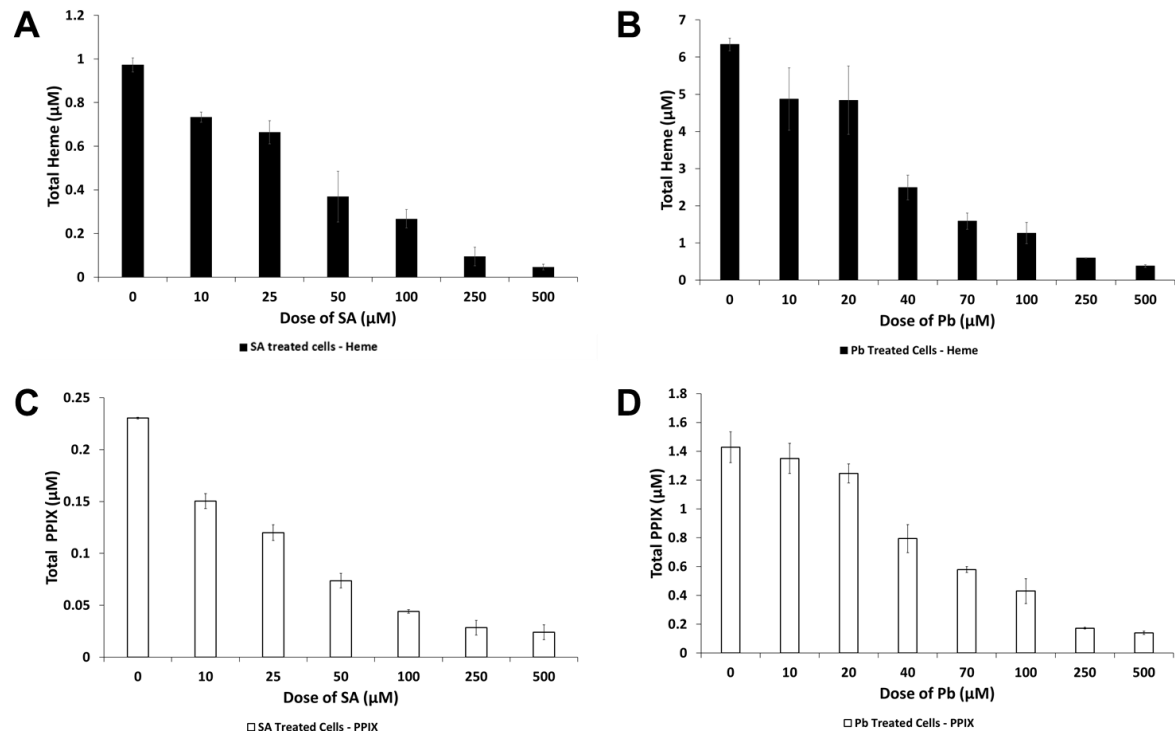 A
Total Heme (µM)
1.2
1
0.8
0.6
0.4
0.2
0
0 10 25 50 100 250 500
Dose of SA (µM)
SA treated cells - Heme
B
Total Heme (µM)
7
6
5
4
3
2
1
0
0 10 20 40 70 100 250 500
Dose of Pb (µM)
Pb Treated Cells - Heme
C
Total PPIX (µM)
0.25
0.2
0.15
0.1
0.05
0
0 10 25 50 100 250 500
Dose of SA (µM)
SA Treated Cells - PPIX
D
Total PPIX (µM)
1.8
1.6
1.4
1.2
1
0.8
0.6
0.4
0.2
0
0 10 20 40 70 100 250 500
Dose of Pb (µM)
Pb Treated Cells - PPIX